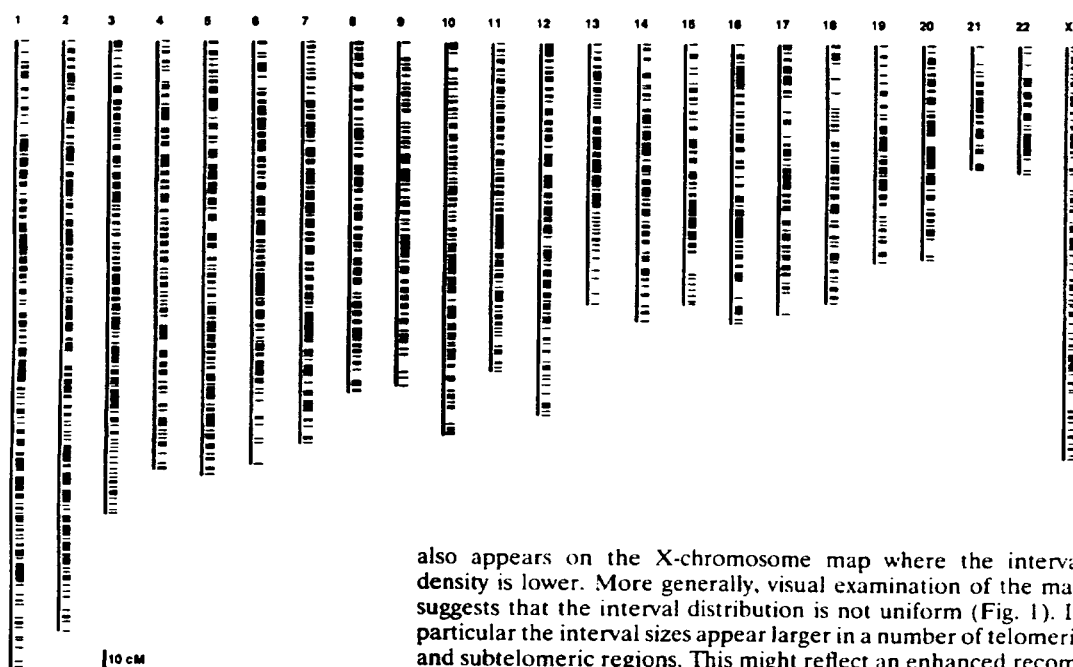 1 2 3 4 5 6 7 8 9 10 11 12 13 14 15 16 17 18 19 20 21 22 X
10 cM
also appears on the X-chromosome map where the interva
density is lower. More generally, visual examination of the ma
suggests that the interval distribution is not uniform (Fig. 1). I
particular the interval sizes appear larger in a number of telomeri
and subtelomeric regions. This might reflect an enhanced recom